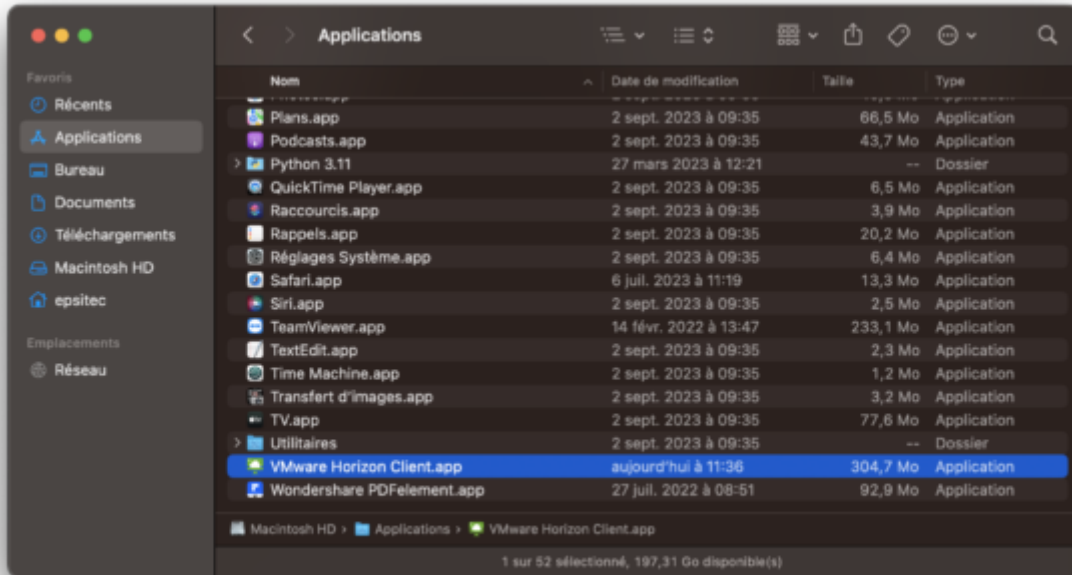 Applications
Favoris
Récents
Applications
Bureau
Documents
Téléchargements
Macintosh HD
epsitec
Emplacements
Réseau
Nom Date de modification Taille Type
Plans.app 2 sept. 2023 à 09:35 66,5 Mo Application
Podcasts.app 2 sept. 2023 à 09:35 43,7 Mo Application
Python 3.11 27 mars 2023 à 12:21 -- Dossier
QuickTime Player.app 2 sept. 2023 à 09:35 6,5 Mo Application
Raccourcis.app 2 sept. 2023 à 09:35 3,9 Mo Application
Rappels.app 2 sept. 2023 à 09:35 20,2 Mo Application
Réglages Système.app 2 sept. 2023 à 09:35 6,4 Mo Application
Safari.app 6 juil. 2023 à 11:19 13,3 Mo Application
Siri.app 2 sept. 2023 à 09:35 2,5 Mo Application
TeamViewer.app 14 févr. 2022 à 13:47 233,1 Mo Application
TextEdit.app 2 sept. 2023 à 09:35 2,3 Mo Application
Time Machine.app 2 sept. 2023 à 09:35 1,2 Mo Application
Transfert d'images.app 2 sept. 2023 à 09:35 3,2 Mo Application
TV.app 2 sept. 2023 à 09:35 77,6 Mo Application
Utilitaires 2 sept. 2023 à 09:35 -- Dossier
VMware Horizon Client.app aujourd'hui à 11:36 304,7 Mo Application
Wondershare PDFelement.app 27 juil. 2022 à 08:51 92,9 Mo Application
Macintosh HD › Applications › VMware Horizon Client.app
1 sur 52 sélectionné, 197,31 Go disponible(s)